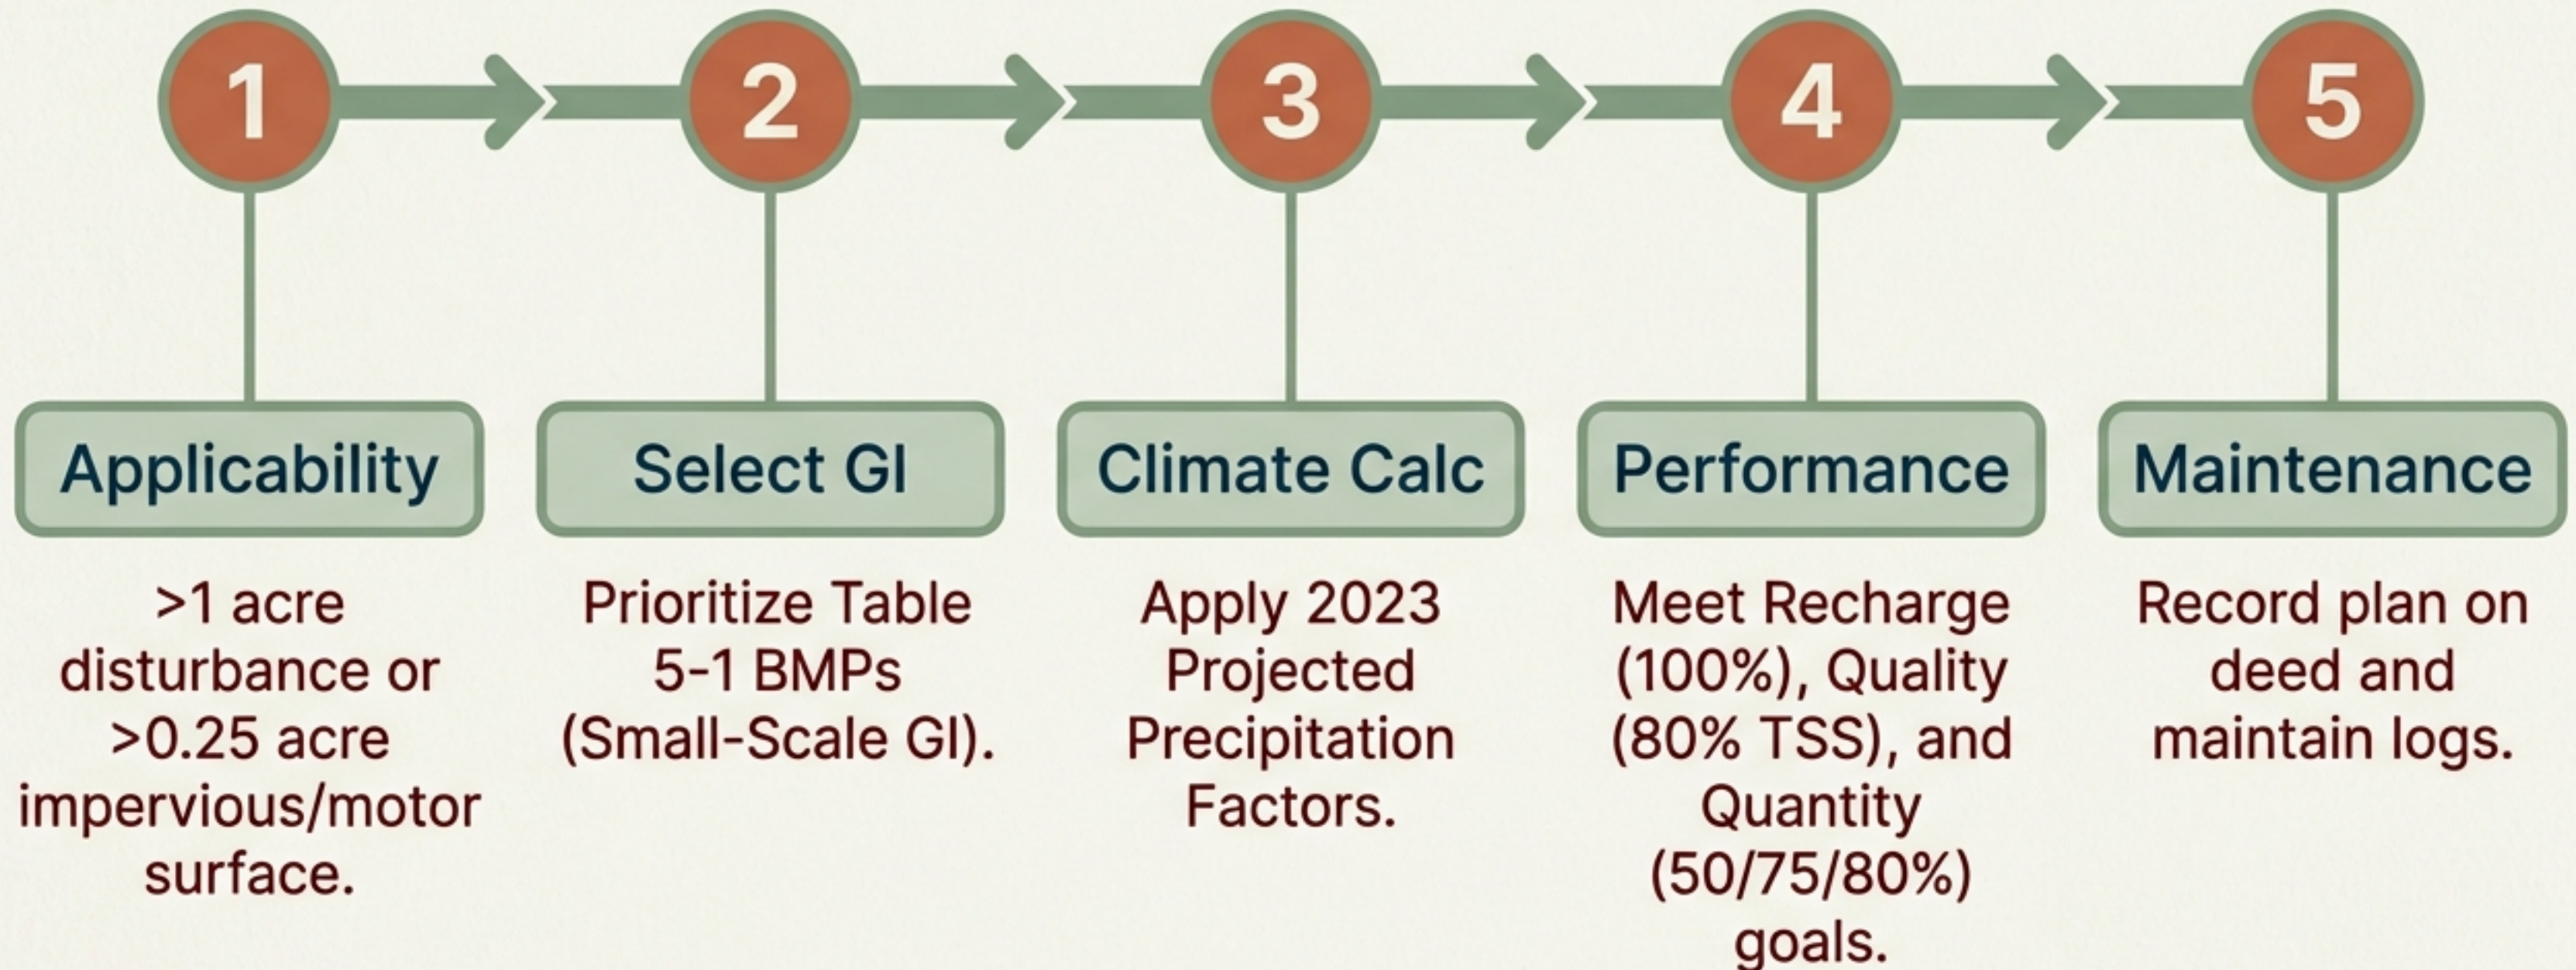 1
2
3
4
5
Applicability
>1 acre
disturbance or
>0.25 acre
impervious/motor
surface.
Select GI
Prioritize Table
5-1 BMPs
(Small-Scale GI).
Climate Calc
Apply 2023
Projected
Precipitation
Factors.
Performance
Meet Recharge
(100%), Quality
(80% TSS), and
Quantity
(50/75/80%)
goals.
Maintenance
Record plan on
deed and
maintain logs.